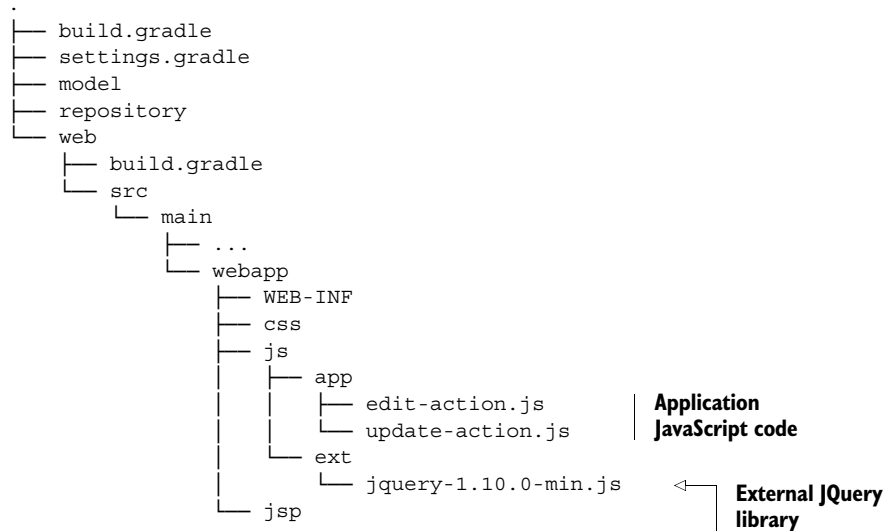 .
├── build.gradle
├── settings.gradle
├── model
├── repository
└── web
    ├── build.gradle
    └── src
        └── main
            ├── ...
            └── webapp
                ├── WEB-INF
                ├── css
                ├── js
                │   ├── app
                │   │   ├── edit-action.js
                │   │   └── update-action.js
                │   └── ext
                │       └── jquery-1.10.0-min.js
                └── jsp
Application
JavaScript code
External JQuery
library